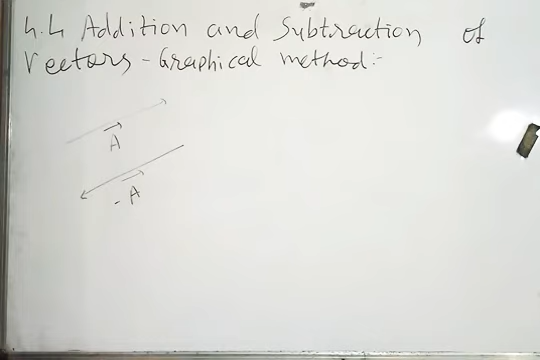 4.4 Addition and Subtraction of
Vectors - Graphical method:-
A
- A